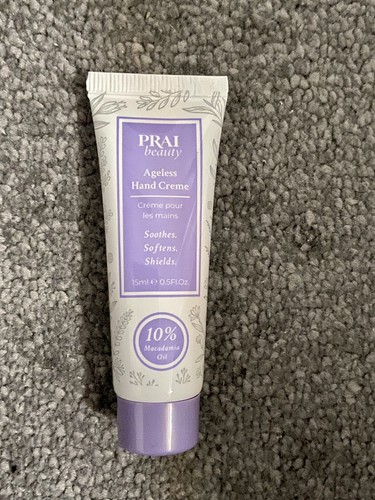 PRAI
beauty
Ageless
Hand Creme
Crème pour
les mains
Soothes.
Softens.
Shields.
15ml ℮ 0.5Fl.Oz.
10%
Macadamia
Oil